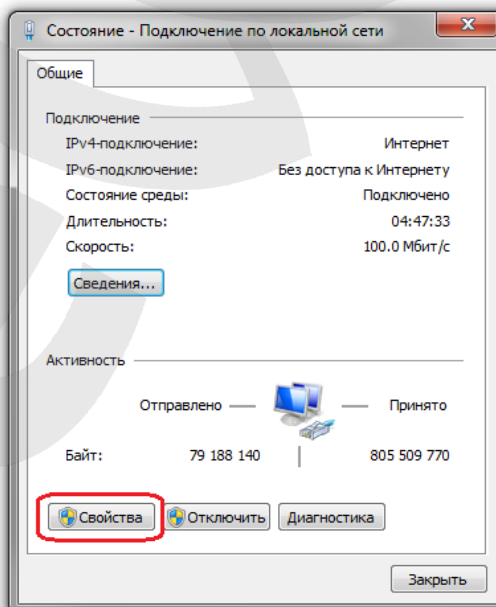 Состояние - Подключение по локальной сети
Общие
Подключение
IPv4-подключение: Интернет
IPv6-подключение: Без доступа к Интернету
Состояние среды: Подключено
Длительность: 04:47:33
Скорость: 100.0 Мбит/с
Сведения...
Активность
Отправлено — — Принято
Байт: 79 188 140 | 805 509 770
Свойства Отключить Диагностика
Закрыть